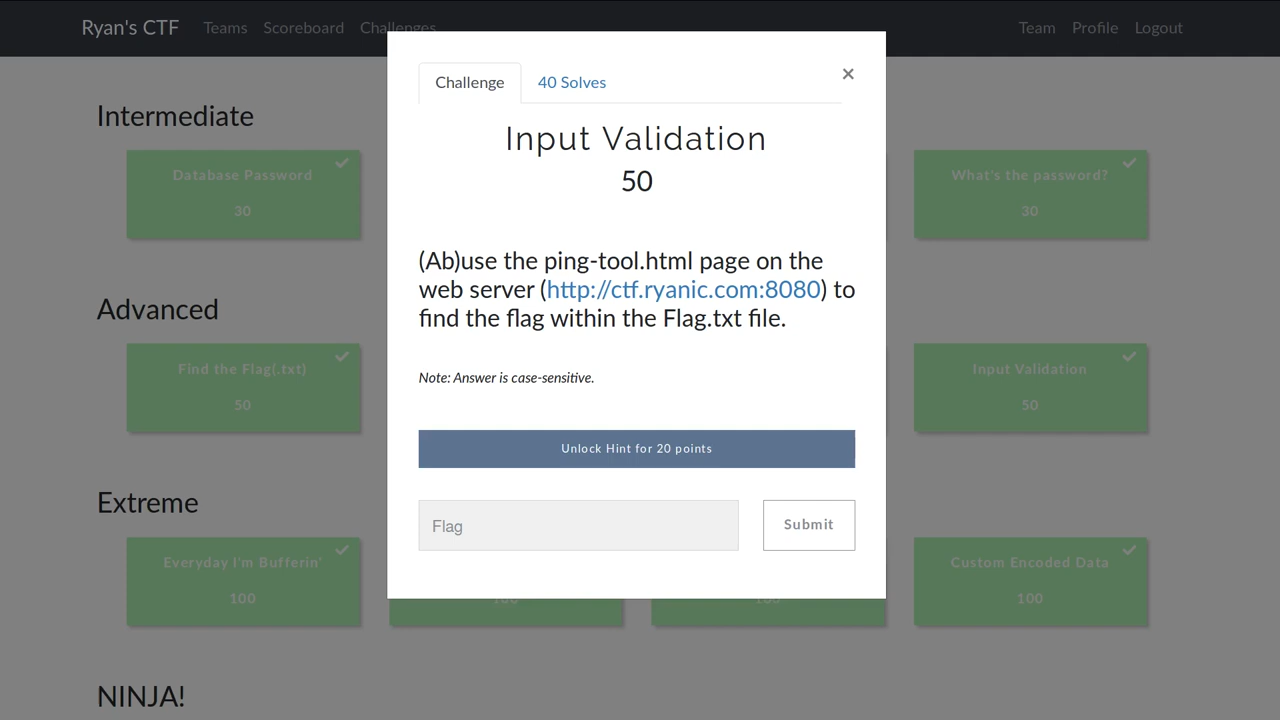 Ryan's CTF Teams Scoreboard Challenges Team Profile Logout
Challenge 40 Solves ×
Input Validation
50
(Ab)use the ping-tool.html page on the
web server (http://ctf.ryanic.com:8080) to
find the flag within the Flag.txt file.
Note: Answer is case-sensitive.
Unlock Hint for 20 points
Flag Submit
Intermediate
Database Password What's the password?
30 30
Advanced
Find the Flag(.txt) Input Validation
50 50
Extreme
Everyday I'm Bufferin' Custom Encoded Data
100 100 100 100
NINJA!